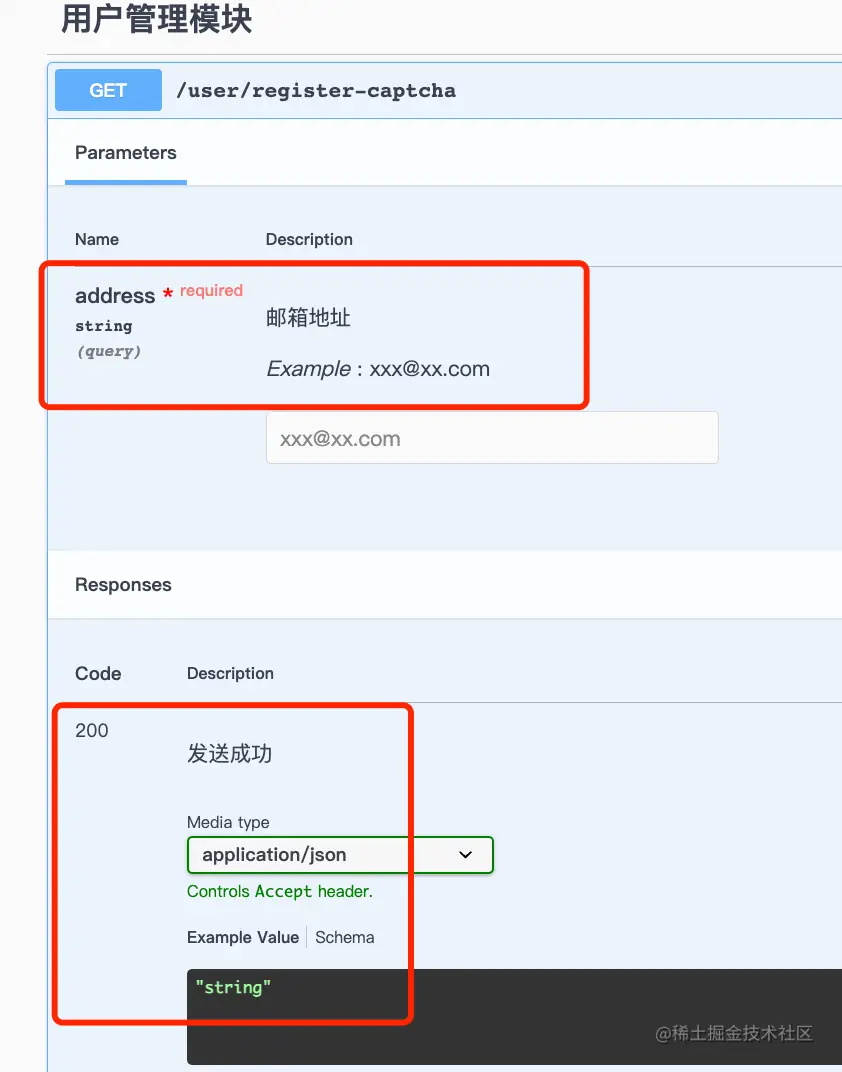 用户管理模块
GET /user/register-captcha
Parameters
Name Description
address * required
string
(query)
邮箱地址
Example : xxx@xx.com
xxx@xx.com
Responses
Code Description
200
发送成功
Media type
application/json
Controls Accept header.
Example Value Schema
"string"
@稀土掘金技术社区